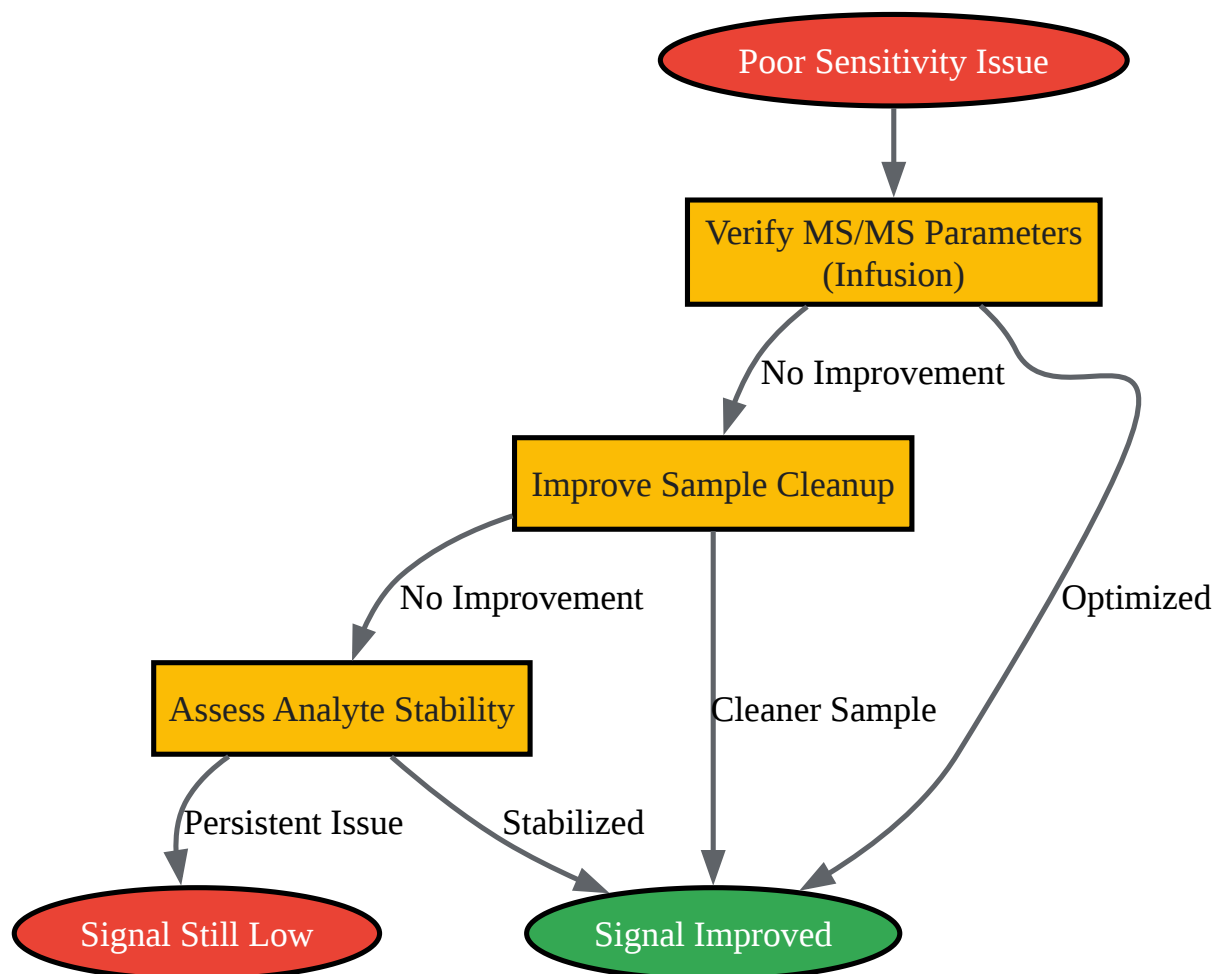 Poor Sensitivity Issue
Verify MS/MS Parameters
(Infusion)
No Improvement
Improve Sample Cleanup
No Improvement
Optimized
Assess Analyte Stability
Cleaner Sample
Persistent Issue
Stabilized
Signal Still Low
Signal Improved